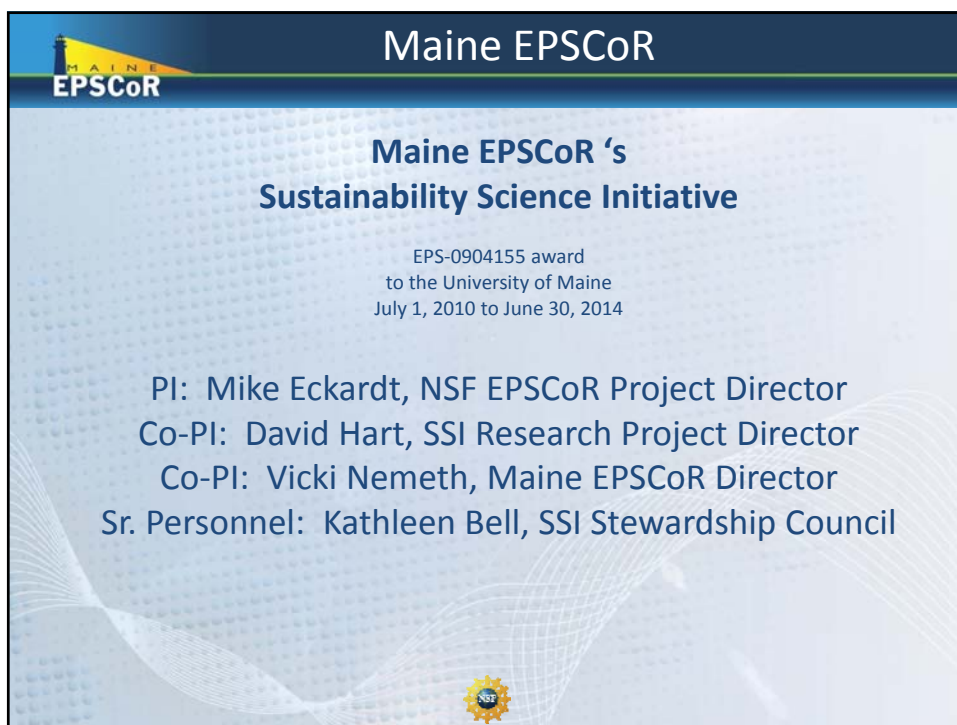 MAINE
EPSCoR
Maine EPSCoR
Maine EPSCoR ‘s
Sustainability Science Initiative
EPS-0904155 award
to the University of Maine
July 1, 2010 to June 30, 2014
PI:  Mike Eckardt, NSF EPSCoR Project Director
Co-PI:  David Hart, SSI Research Project Director
Co-PI:  Vicki Nemeth, Maine EPSCoR Director
Sr. Personnel:  Kathleen Bell, SSI Stewardship Council
NSF